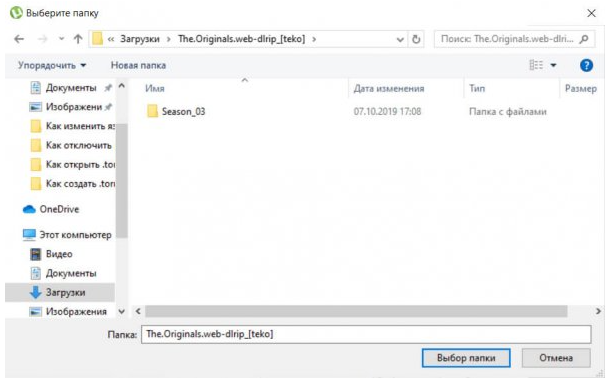 Выберите папку
« Загрузки › The.Originals.web-dlrip_[teko] ›
Поиск: The.Originals.web-dlri...
Упорядочить
Новая папка
Имя
Дата изменения
Тип
Размер
Документы
Изображени
Как изменить яз
Как отключить
Как открыть .tor
Как создать .torr
OneDrive
Этот компьютер
Видео
Документы
Загрузки
Изображения
Season_03
07.10.2019 17:08
Папка с файлами
Папка: The.Originals.web-dlrip_[teko]
Выбор папки
Отмена